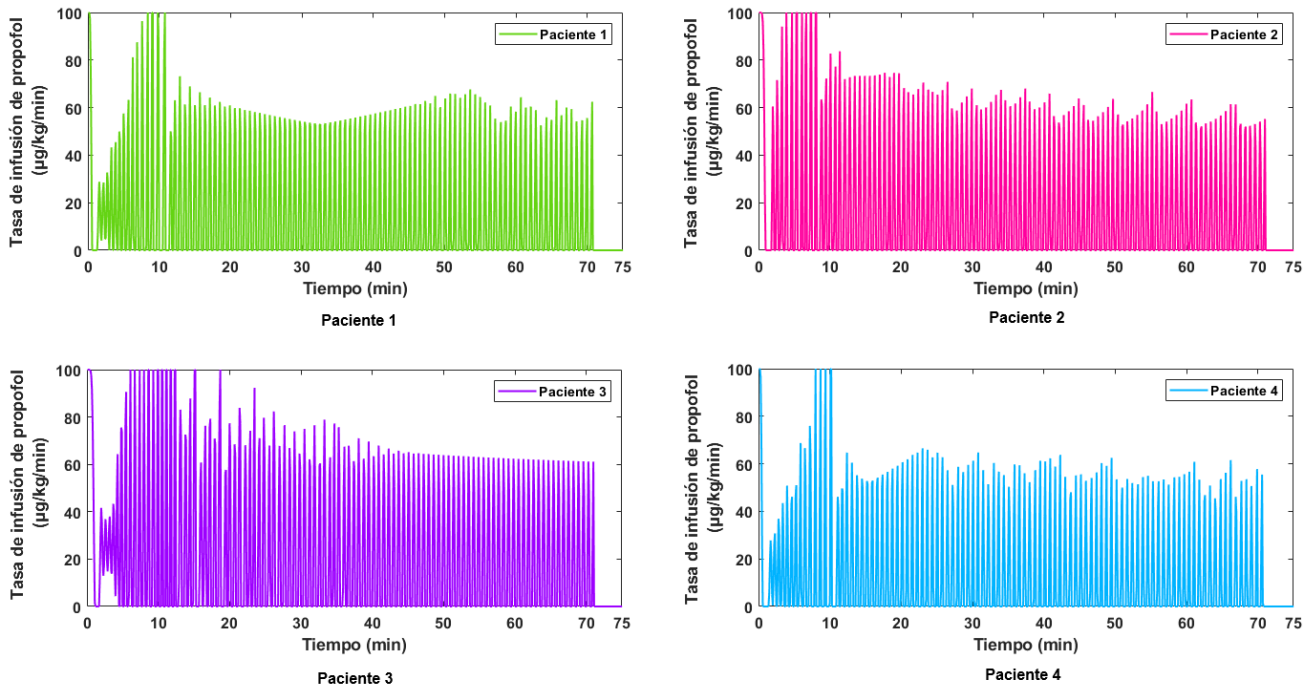 Tasa de infusión de propofol
(µg/kg/min)
100
80
60
40
20
0
Paciente 1
0 10 20 30 40 50 60 70 75
Tiempo (min)
Paciente 1
Tasa de infusión de propofol
(µg/kg/min)
100
80
60
40
20
0
Paciente 2
0 10 20 30 40 50 60 70 75
Tiempo (min)
Paciente 2
Tasa de infusión de propofol
(µg/kg/min)
100
80
60
40
20
0
Paciente 3
0 10 20 30 40 50 60 70 75
Tiempo (min)
Paciente 3
Tasa de infusión de propofol
(µg/kg/min)
100
80
60
40
20
0
Paciente 4
0 10 20 30 40 50 60 70 75
Tiempo (min)
Paciente 4